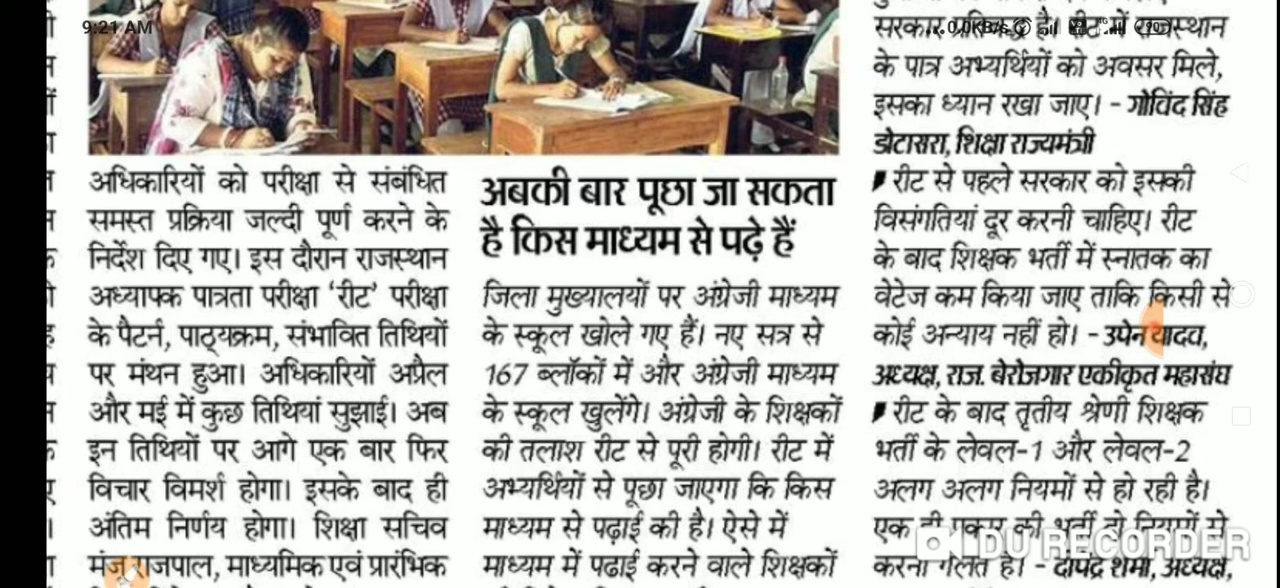 9:21 AM
अधिकारियों को परीक्षा से संबंधित
समस्त प्रक्रिया जल्दी पूर्ण करने के
निर्देश दिए गए। इस दौरान राजस्थान
अध्यापक पात्रता परीक्षा 'रीट' परीक्षा
के पैटर्न, पाठ्यक्रम, संभावित तिथियों
पर मंथन हुआ। अधिकारियों अप्रैल
और मई में कुछ तिथियां सुझाई। अब
इन तिथियों पर आगे एक बार फिर
विचार विमर्श होगा। इसके बाद ही
अंतिम निर्णय होगा। शिक्षा सचिव
मंजू राजपाल, माध्यमिक एवं प्रारंभिक
अबकी बार पूछा जा सकता
है किस माध्यम से पढ़े हैं
जिला मुख्यालयों पर अंग्रेजी माध्यम
के स्कूल खोले गए हैं। नए सत्र से
167 ब्लॉकों में और अंग्रेजी माध्यम
के स्कूल खुलेंगे। अंग्रेजी के शिक्षकों
की तलाश रीट से पूरी होगी। रीट में
अभ्यर्थियों से पूछा जाएगा कि किस
माध्यम से पढ़ाई की है। ऐसे में
माध्यम में पढाई करने वाले शिक्षकों
सरकार में राजस्थान
के पात्र अभ्यर्थियों को अवसर मिले,
इसका ध्यान रखा जाए। - गोविंद सिंह
डोटासरा, शिक्षा राज्यमंत्री
रीट से पहले सरकार को इसकी
विसंगतियां दूर करनी चाहिए। रीट
के बाद शिक्षक भर्ती में स्नातक का
वेटेज कम किया जाए ताकि किसी से
कोई अन्याय नहीं हो। - उपेन यादव,
अध्यक्ष, राज. बेरोजगार एकीकृत महासंघ
रीट के बाद तृतीय श्रेणी शिक्षक
भर्ती के लेवल-1 और लेवल-2
अलग अलग नियमों से हो रही है।
एक ही प्रकार की भर्ती दो नियमों से
करना गलत है। - शर्मा, अध्यक्ष,
DU RECORDER